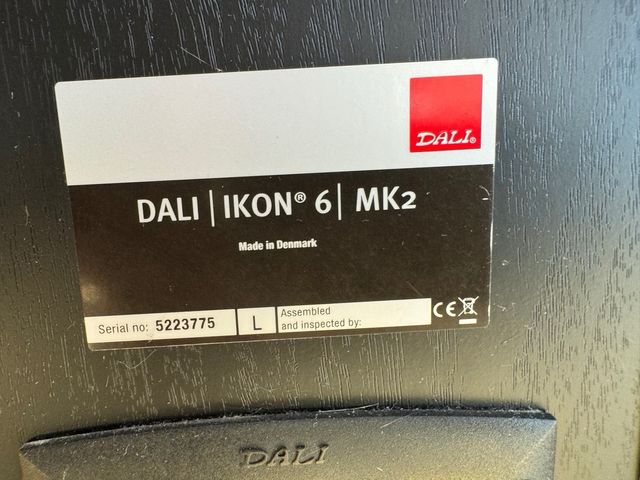 DALI®
DALI | IKON® 6 | MK2
Made in Denmark
Serial no: 5223775
L
Assembled
and inspected by:
CE
DALI